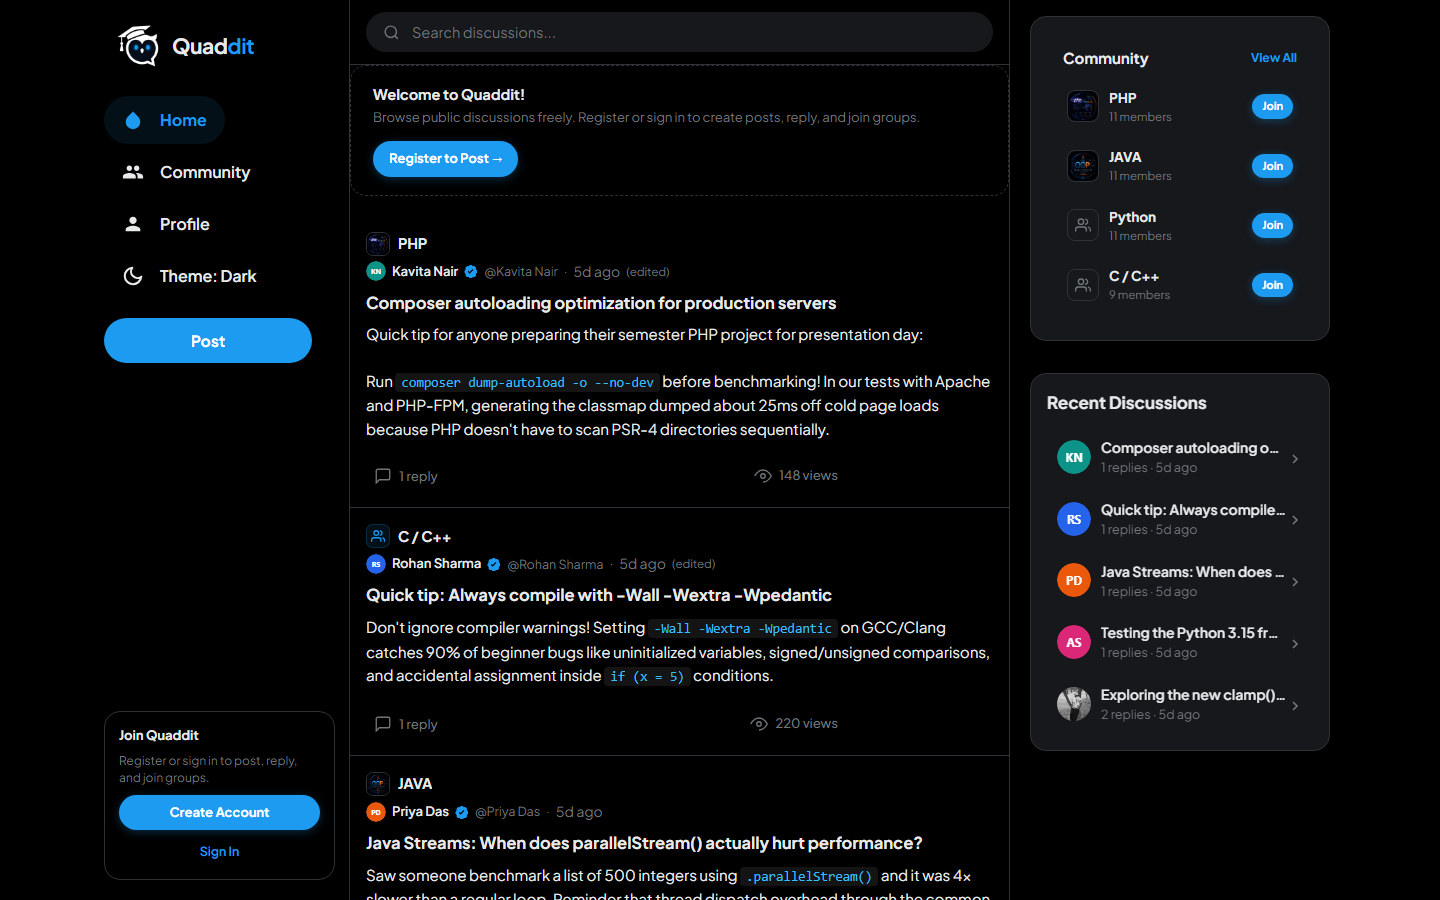 Quaddit
Home
Community
Profile
Theme: Dark
Post
Join Quaddit
Register or sign in to post, reply,
and join groups.
Create Account
Sign In
Search discussions...
Welcome to Quaddit!
Browse public discussions freely. Register or sign in to create posts, reply, and join groups.
Register to Post →
PHP
KN Kavita Nair @Kavita Nair · 5d ago (edited)
Composer autoloading optimization for production servers
Quick tip for anyone preparing their semester PHP project for presentation day:
Run composer dump-autoload -o --no-dev before benchmarking! In our tests with Apache
and PHP-FPM, generating the classmap dumped about 25ms off cold page loads
because PHP doesn't have to scan PSR-4 directories sequentially.
1 reply 148 views
C / C++
RS Rohan Sharma @Rohan Sharma · 5d ago (edited)
Quick tip: Always compile with -Wall -Wextra -Wpedantic
Don't ignore compiler warnings! Setting -Wall -Wextra -Wpedantic on GCC/Clang
catches 90% of beginner bugs like uninitialized variables, signed/unsigned comparisons,
and accidental assignment inside if (x = 5) conditions.
1 reply 220 views
JAVA
PD Priya Das @Priya Das · 5d ago
Java Streams: When does parallelStream() actually hurt performance?
Saw someone benchmark a list of 500 integers using .parallelStream() and it was 4x
slower than a regular loop. Reminder that thread dispatch overhead through the common
Community View All
PHP
11 members
Join
JAVA
11 members
Join
Python
11 members
Join
C / C++
9 members
Join
Recent Discussions
KN Composer autoloading o...
1 replies · 5d ago
RS Quick tip: Always compile...
1 replies · 5d ago
PD Java Streams: When does ...
1 replies · 5d ago
AS Testing the Python 3.15 fr...
1 replies · 5d ago
Exploring the new clamp()...
2 replies · 5d ago